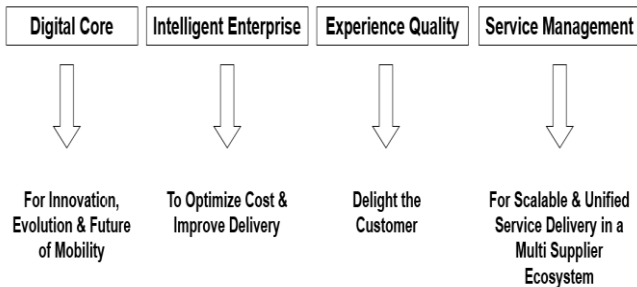 Digital Core
Intelligent Enterprise
Experience Quality
Service Management
For Innovation,
Evolution & Future
of Mobility
To Optimize Cost &
Improve Delivery
Delight the
Customer
For Scalable & Unified
Service Delivery in a
Multi Supplier
Ecosystem